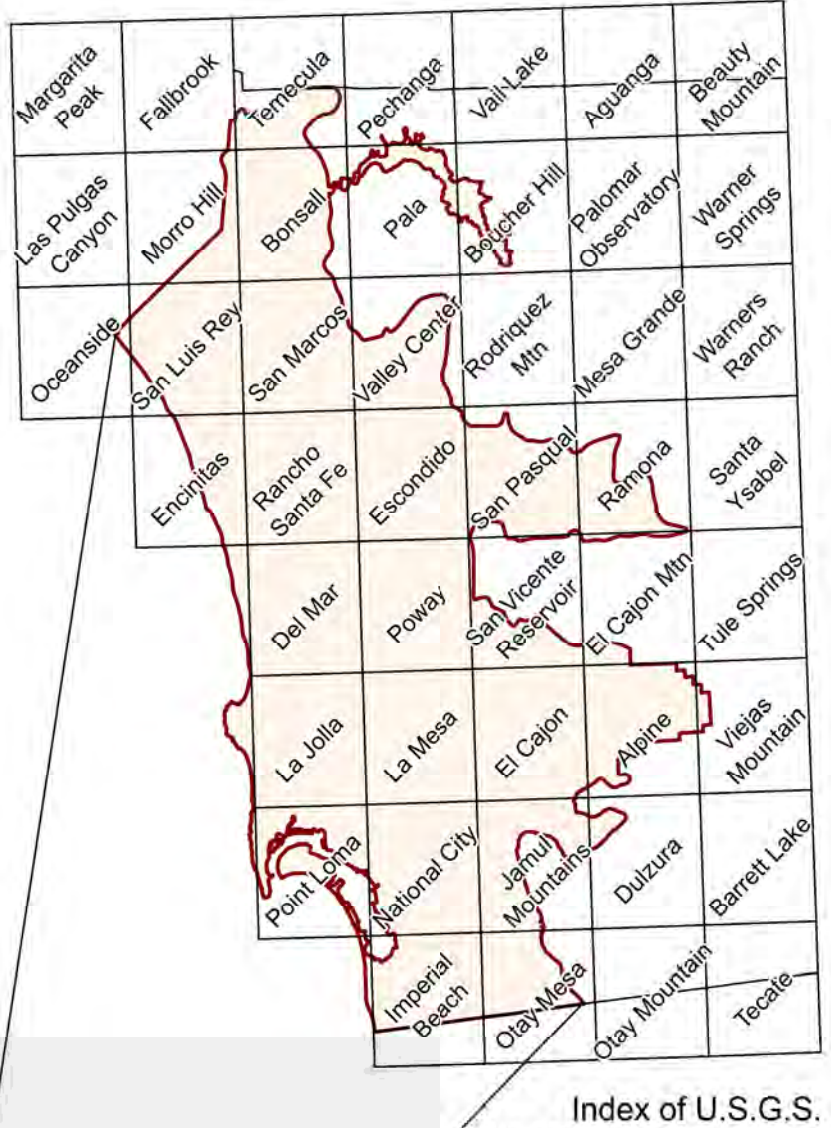 Margarita
Peak
Fallbrook
Temecula
Pechanga
Vail Lake
Aguanga
Beauty
Mountain
Las Pulgas
Canyon
Morro Hill
Bonsall
Pala
Boucher Hill
Palomar
Observatory
Warner
Springs
Oceanside
San Luis Rey
San Marcos
Valley Center
Rodriquez
Mtn
Mesa Grande
Warners
Ranch
Encinitas
Rancho
Santa Fe
Escondido
San Pasqual
Ramona
Santa
Ysabel
Del Mar
Poway
San Vicente
Reservoir
El Cajon Mtn
Tule Springs
La Jolla
La Mesa
El Cajon
Alpine
Viejas
Mountain
Point Loma
National City
Jamul
Mountains
Dulzura
Barrett Lake
Imperial
Beach
Otay Mesa
Otay Mountain
Tecate
Index of U.S.G.S.